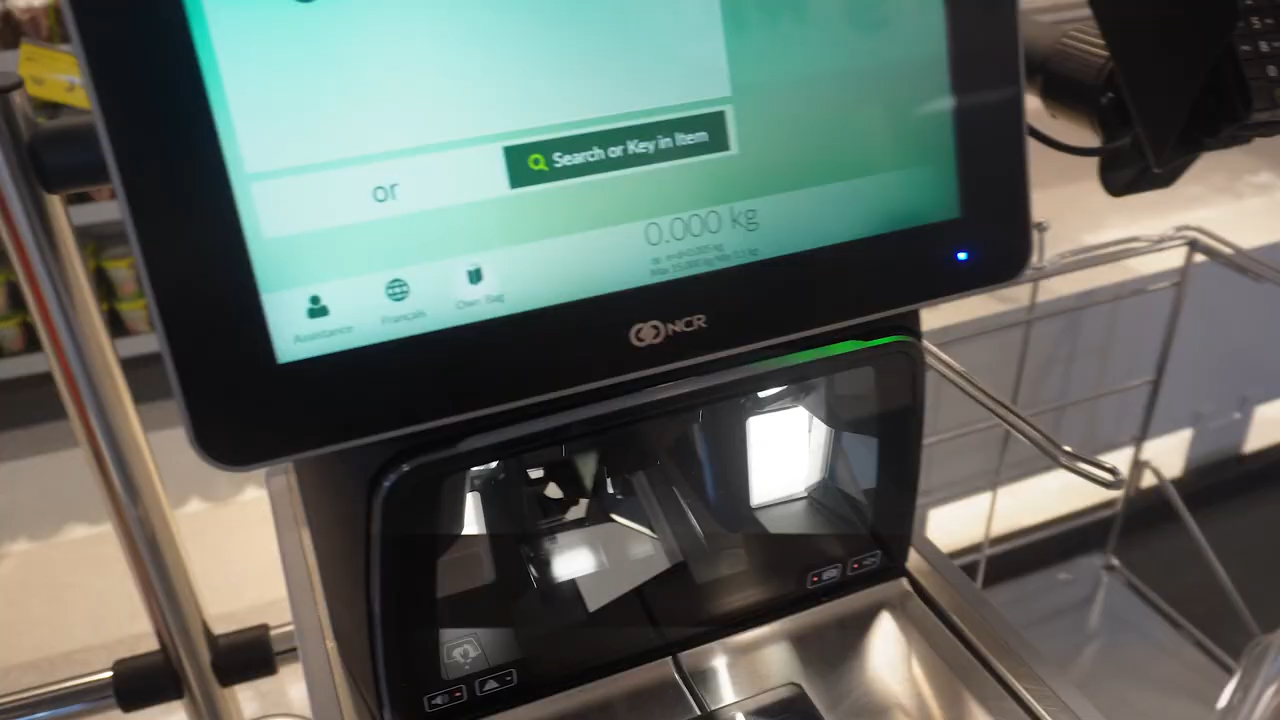 Search or Key in Item
or
0.000 kg
Assistance
Français
Own Bag
NCR